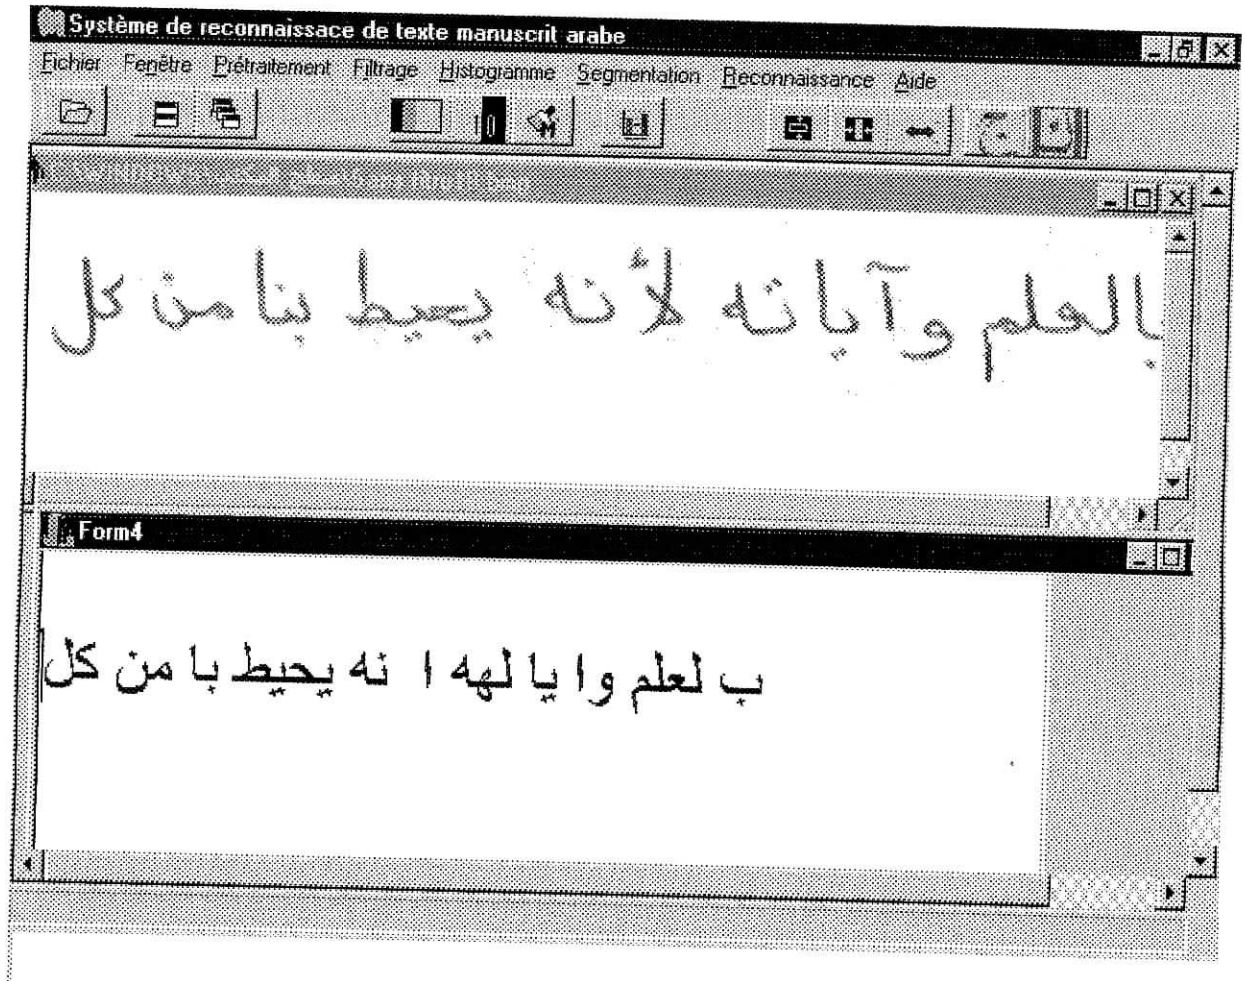 Système de reconnaissace de texte manuscrit arabe
Fichier Fenêtre Prétraitement Filtrage Histogramme Segmentation Reconnaissance Aide
بالعلم وآياته لأنه يحيط بنا من كل
Form4
ب لعلم وا يا لهه ا نه يحيط با من كل